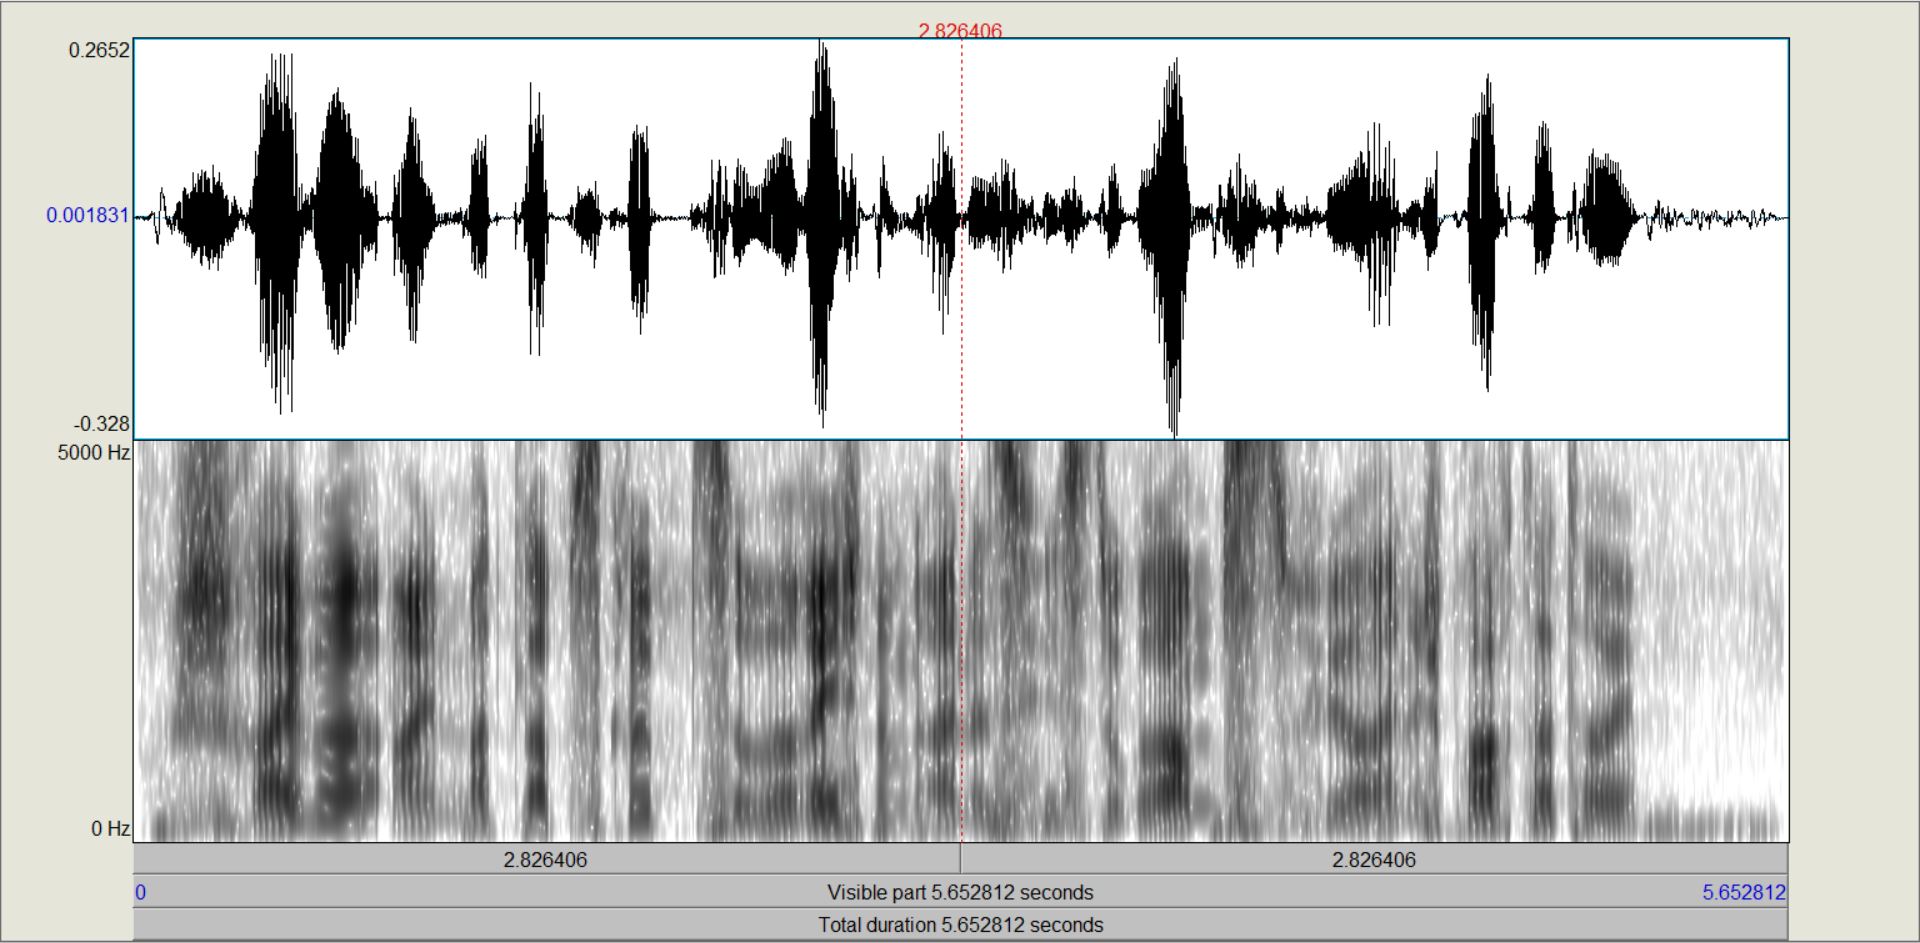 2.826406
0.2652
0.001831
-0.328
5000 Hz
0 Hz
2.826406 2.826406
0 Visible part 5.652812 seconds 5.652812
Total duration 5.652812 seconds